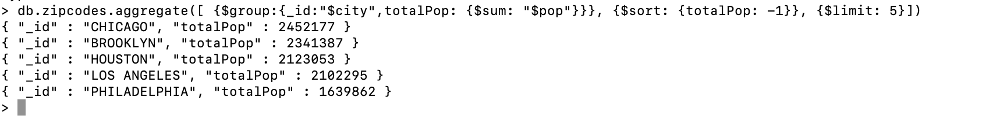 > db.zipcodes.aggregate([ {$group:{_id:"$city",totalPop: {$sum: "$pop"}}}, {$sort: {totalPop: -1}}, {$limit: 5}])
{ "_id" : "CHICAGO", "totalPop" : 2452177 }
{ "_id" : "BROOKLYN", "totalPop" : 2341387 }
{ "_id" : "HOUSTON", "totalPop" : 2123053 }
{ "_id" : "LOS ANGELES", "totalPop" : 2102295 }
{ "_id" : "PHILADELPHIA", "totalPop" : 1639862 }
>